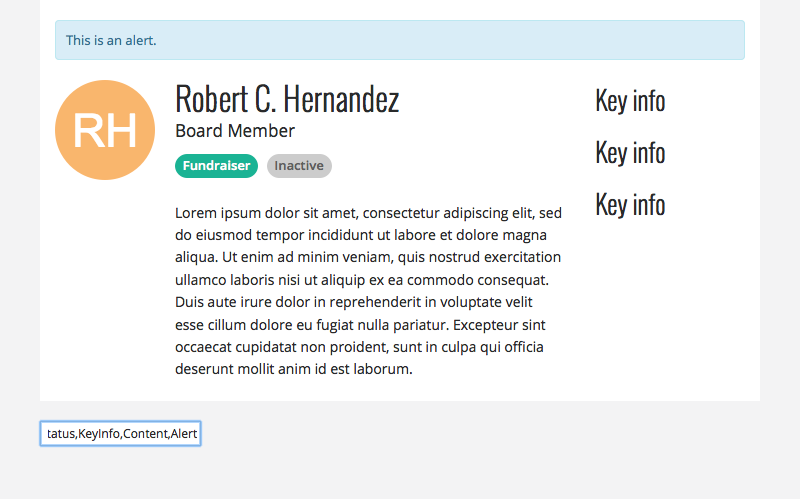 This is an alert.
RH
Robert C. Hernandez
Board Member
Fundraiser Inactive
Lorem ipsum dolor sit amet, consectetur adipiscing elit, sed
do eiusmod tempor incididunt ut labore et dolore magna
aliqua. Ut enim ad minim veniam, quis nostrud exercitation
ullamco laboris nisi ut aliquip ex ea commodo consequat.
Duis aute irure dolor in reprehenderit in voluptate velit
esse cillum dolore eu fugiat nulla pariatur. Excepteur sint
occaecat cupidatat non proident, sunt in culpa qui officia
deserunt mollit anim id est laborum.
Key info
Key info
Key info
tatus,KeyInfo,Content,Alert